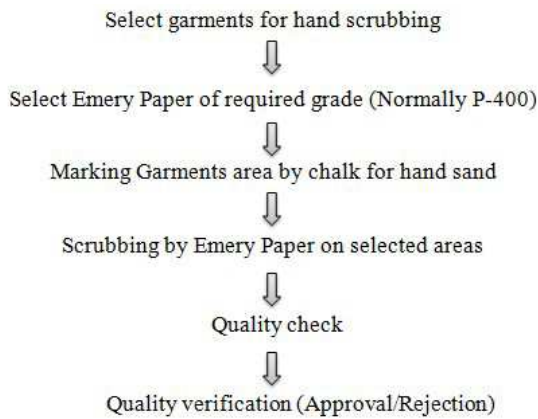 Select garments for hand scrubbing
Select Emery Paper of required grade (Normally P-400)
Marking Garments area by chalk for hand sand
Scrubbing by Emery Paper on selected areas
Quality check
Quality verification (Approval/Rejection)